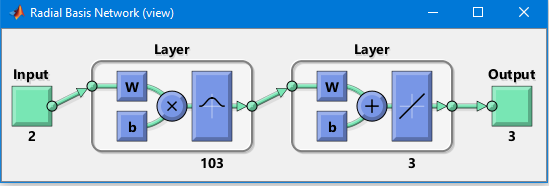 Radial Basis Network (view)
Layer Layer
Input Output
W W
b b
2 3
103 3